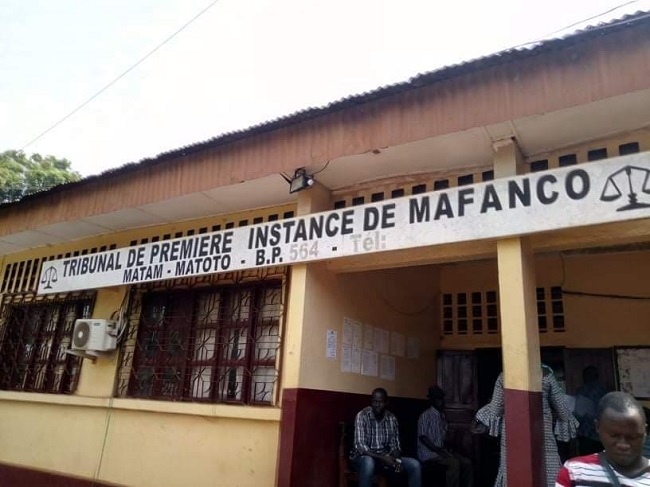 TRIBUNAL DE PREMIERE INSTANCE DE MAFANCO
MATAM - MATOTO - B.P. 564 - Tél: